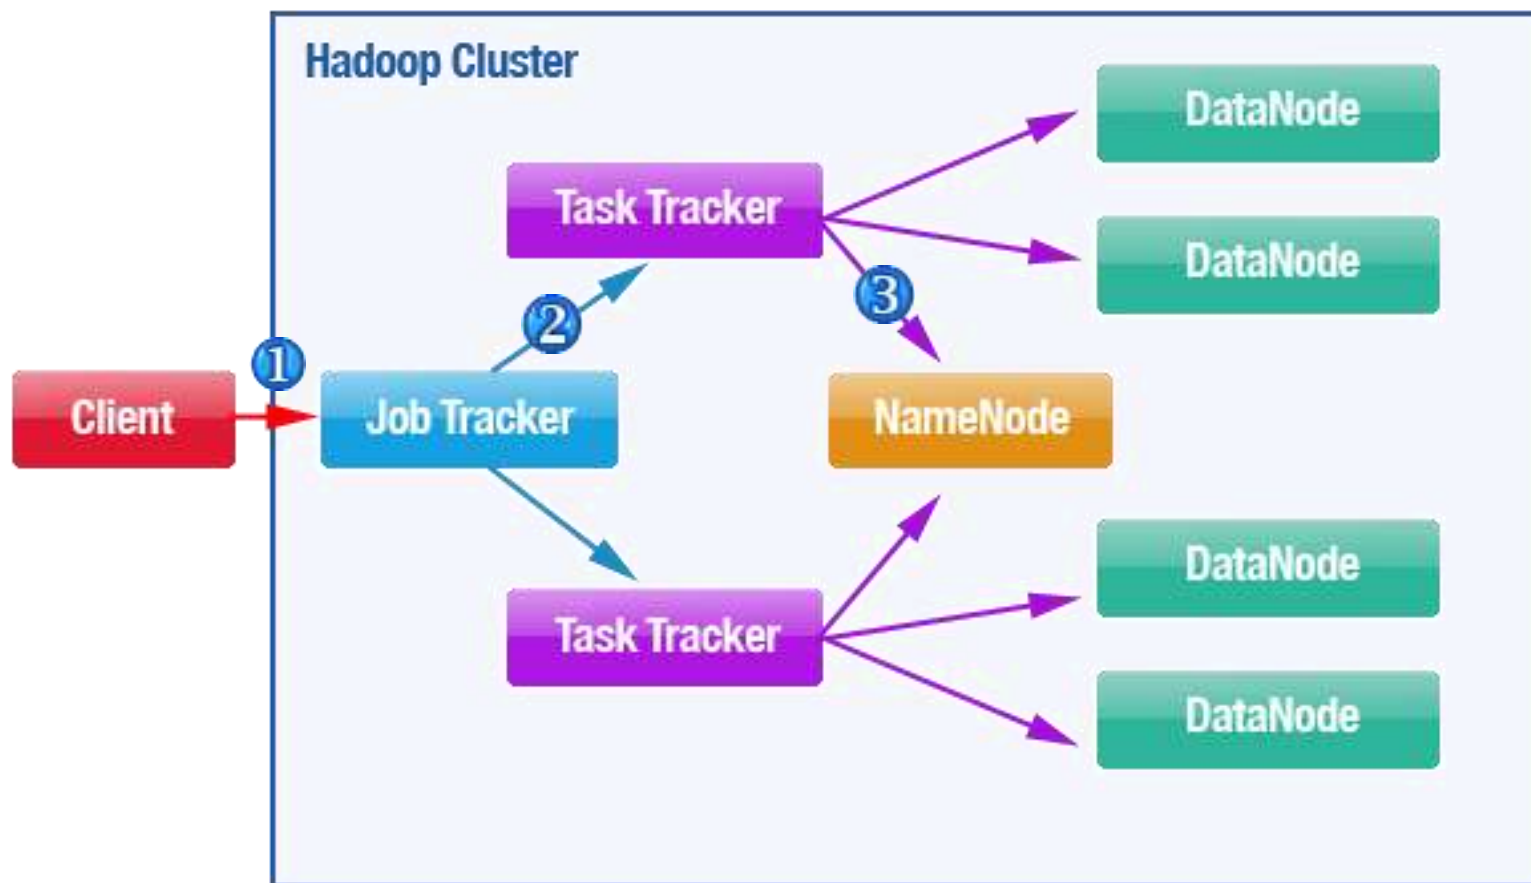 Hadoop Cluster
DataNode
Task Tracker
DataNode
3
2
1
Client
Job Tracker
NameNode
DataNode
Task Tracker
DataNode